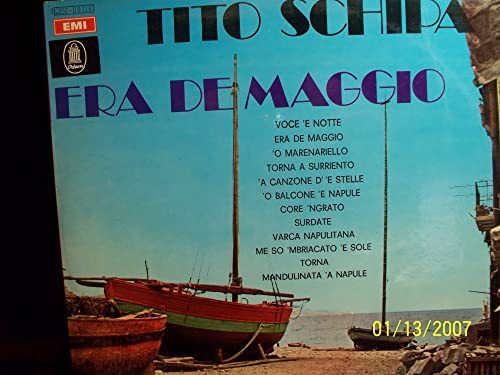 EMI
Odeon
TITO SCHIPA
ERA DE MAGGIO
VOCE 'E NOTTE
ERA DE MAGGIO
'O MARENARIELLO
TORNA A SURRIENTO
'A CANZONE D' 'E STELLE
'O BALCONE 'E NAPULE
CORE 'NGRATO
SURDATE
VARCA NAPULITANA
ME SO 'MBRIACATO 'E SOLE
TORNA
MANDULINATA 'A NAPULE
01/13/2007